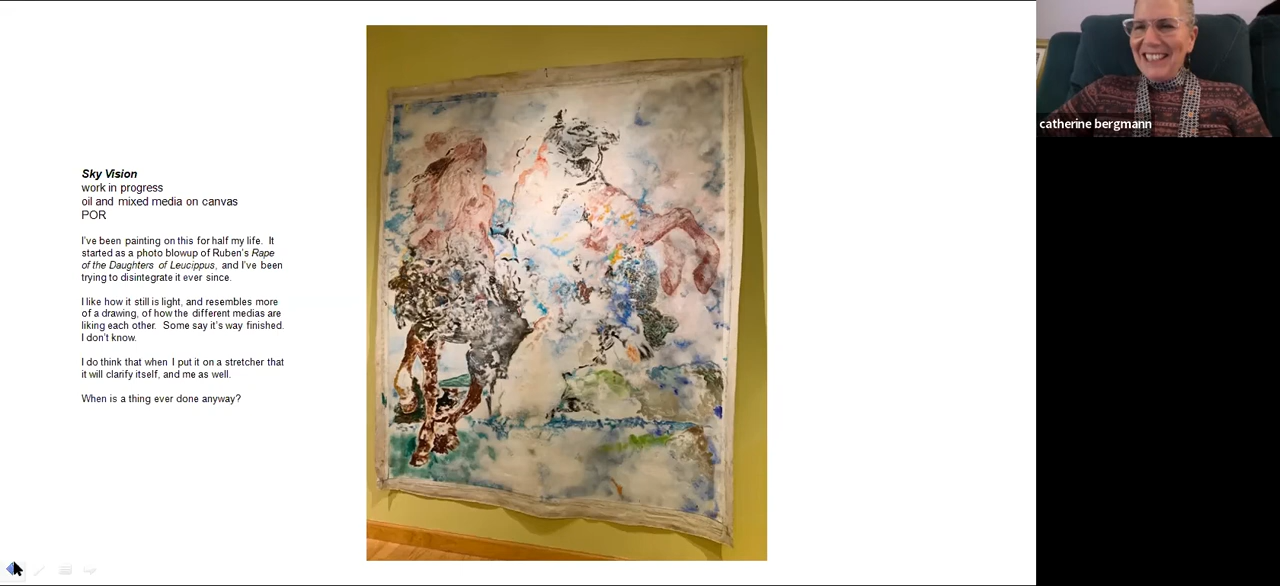 Sky Vision
work in progress
oil and mixed media on canvas
POR
I've been painting on this for half my life. It
started as a photo blowup of Ruben's Rape
of the Daughters of Leucippus, and I've been
trying to disintegrate it ever since.
I like how it still is light, and resembles more
of a drawing, of how the different medias are
liking each other. Some say it's way finished.
I don't know.
I do think that when I put it on a stretcher that
it will clarify itself, and me as well.
When is a thing ever done anyway?
catherine bergmann